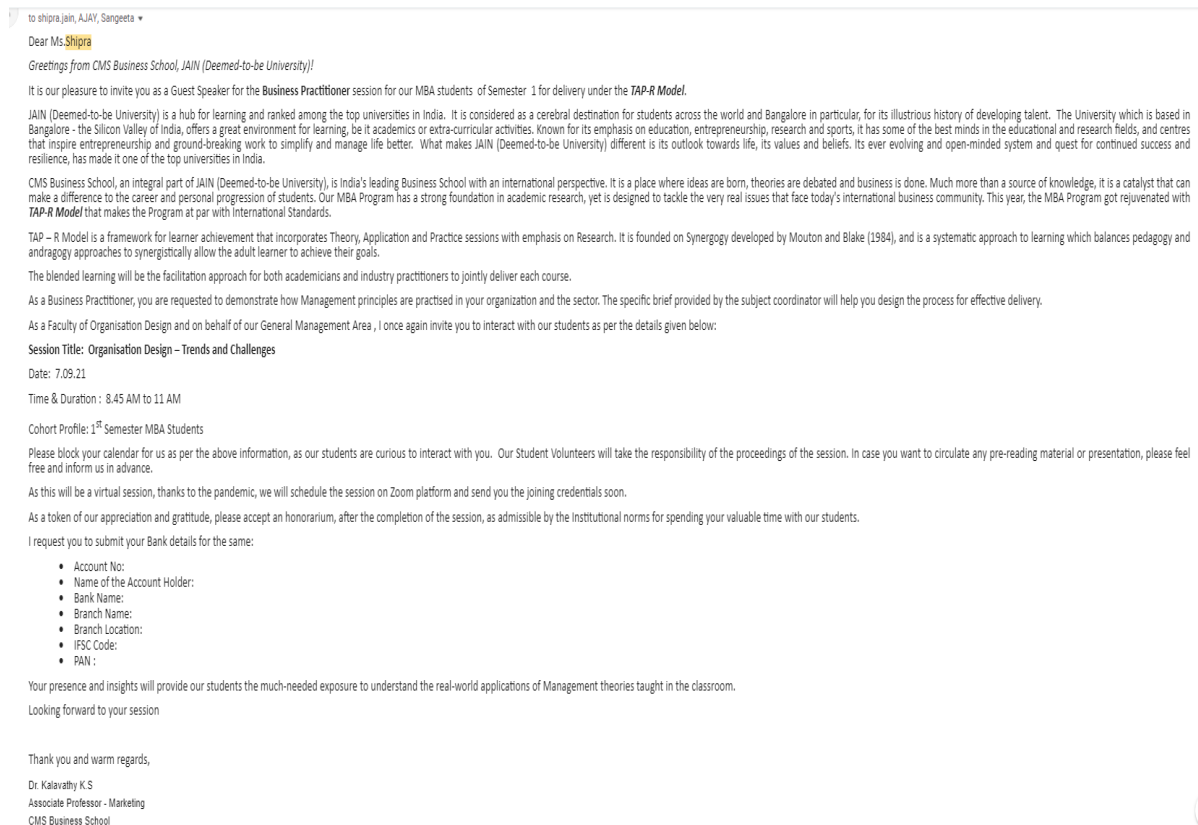 to shipra.jain, AJAY, Sangeeta
Dear Ms.Shipra
Greetings from CMS Business School, JAIN (Deemed-to-be University)!
It is our pleasure to invite you as a Guest Speaker for the Business Practitioner session for our MBA students of Semester 1 for delivery under the TAP-R Model.
JAIN (Deemed-to-be University) is a hub for learning and ranked among the top universities in India. It is considered as a cerebral destination for students across the world and Bangalore in particular, for its illustrious history of developing talent. The University which is based in
Bangalore - the Silicon Valley of India, offers a great environment for learning, be it academics or extra-curricular activities. Known for its emphasis on education, entrepreneurship, research and sports, it has some of the best minds in the educational and research fields, and centres
that inspire entrepreneurship and ground-breaking work to simplify and manage life better. What makes JAIN (Deemed-to-be University) different is its outlook towards life, its values and beliefs. Its ever evolving and open-minded system and quest for continued success and
resilience, has made it one of the top universities in India.
CMS Business School, an integral part of JAIN (Deemed-to-be University), is India's leading Business School with an international perspective. It is a place where ideas are born, theories are debated and business is done. Much more than a source of knowledge, it is a catalyst that can
make a difference to the career and personal progression of students. Our MBA Program has a strong foundation in academic research, yet is designed to tackle the very real issues that face today's international business community. This year, the MBA Program got rejuvenated with
TAP-R Model that makes the Program at par with International Standards.
TAP – R Model is a framework for learner achievement that incorporates Theory, Application and Practice sessions with emphasis on Research. It is founded on Synergogy developed by Mouton and Blake (1984), and is a systematic approach to learning which balances pedagogy and
andragogy approaches to synergistically allow the adult learner to achieve their goals.
The blended learning will be the facilitation approach for both academicians and industry practitioners to jointly deliver each course.
As a Business Practitioner, you are requested to demonstrate how Management principles are practised in your organization and the sector. The specific brief provided by the subject coordinator will help you design the process for effective delivery.
As a Faculty of Organisation Design and on behalf of our General Management Area , I once again invite you to interact with our students as per the details given below:
Session Title: Organisation Design – Trends and Challenges
Date: 7.09.21
Time & Duration : 8.45 AM to 11 AM
Cohort Profile: 1st Semester MBA Students
Please block your calendar for us as per the above information, as our students are curious to interact with you. Our Student Volunteers will take the responsibility of the proceedings of the session. In case you want to circulate any pre-reading material or presentation, please feel
free and inform us in advance.
As this will be a virtual session, thanks to the pandemic, we will schedule the session on Zoom platform and send you the joining credentials soon.
As a token of our appreciation and gratitude, please accept an honorarium, after the completion of the session, as admissible by the Institutional norms for spending your valuable time with our students.
I request you to submit your Bank details for the same:
• Account No:
• Name of the Account Holder:
• Bank Name:
• Branch Name:
• Branch Location:
• IFSC Code:
• PAN :
Your presence and insights will provide our students the much-needed exposure to understand the real-world applications of Management theories taught in the classroom.
Looking forward to your session
Thank you and warm regards,
Dr. Kalavathy K.S
Associate Professor - Marketing
CMS Business School